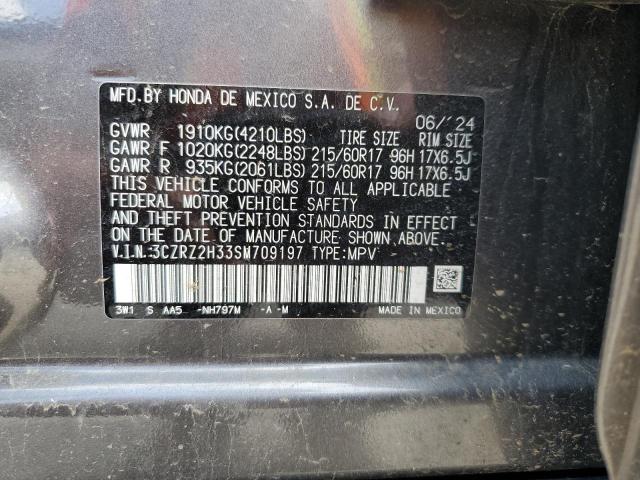 MFD.BY HONDA DE MEXICO S.A. DE C.V.
06/'24
GVWR 1910KG(4210LBS) TIRE SIZE RIM SIZE
GAWR F 1020KG(2248LBS) 215/60R17 96H 17X6.5J
GAWR R 935KG(2061LBS) 215/60R17 96H 17X6.5J
THIS VEHICLE CONFORMS TO ALL APPLICABLE
FEDERAL MOTOR VEHICLE SAFETY
AND THEFT PREVENTION STANDARDS IN EFFECT
ON THE DATE OF MANUFACTURE SHOWN ABOVE.
V.I.N.:3CZRZ2H33SM709197 TYPE:MPV
3W1 S AA5 -NH797M -A -M MADE IN MEXICO